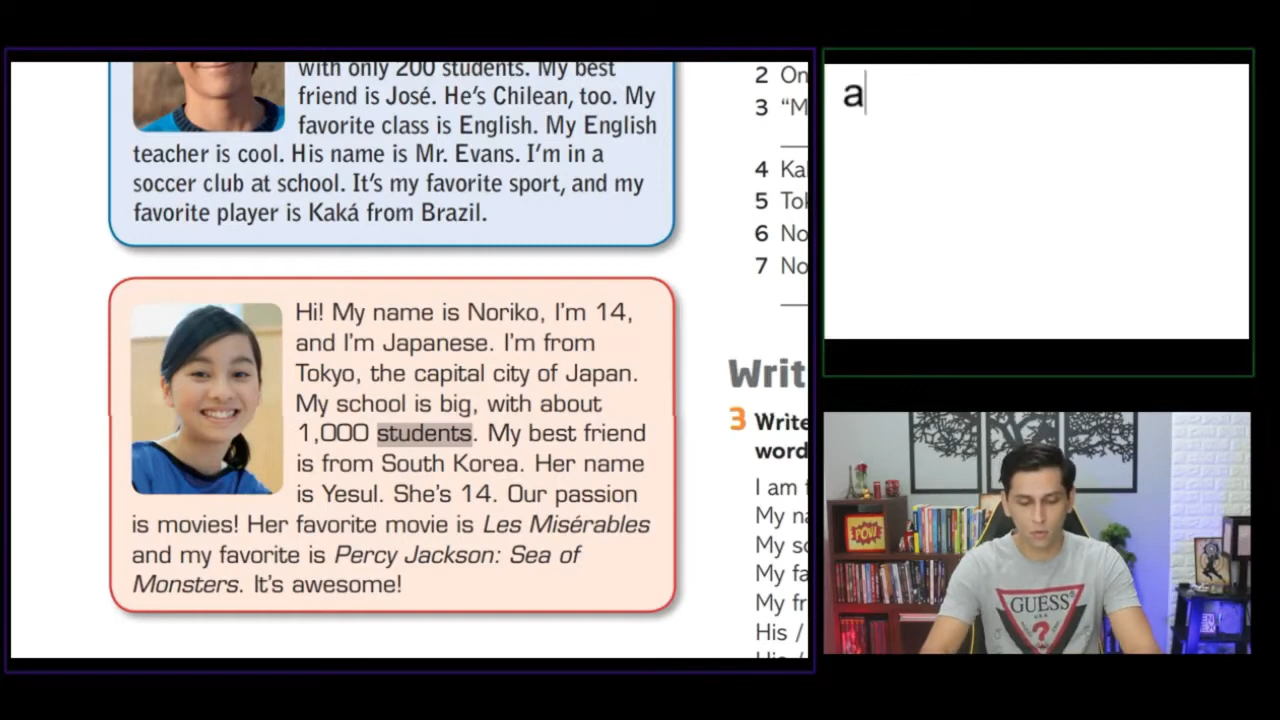 with only 200 students. My best
friend is José. He's Chilean, too. My
favorite class is English. My English
teacher is cool. His name is Mr. Evans. I'm in a
soccer club at school. It's my favorite sport, and my
favorite player is Kaká from Brazil.
Hi! My name is Noriko, I'm 14,
and I'm Japanese. I'm from
Tokyo, the capital city of Japan.
My school is big, with about
1,000 students. My best friend
is from South Korea. Her name
is Yesul. She's 14. Our passion
is movies! Her favorite movie is Les Misérables
and my favorite is Percy Jackson: Sea of
Monsters. It's awesome!
2 On
3 “M
4 Kal
5 Tok
6 No
7 No
Writ
3 Write
word
I am f
My na
My sc
My fa
My fr
His /
a
POW!
GUESS
?